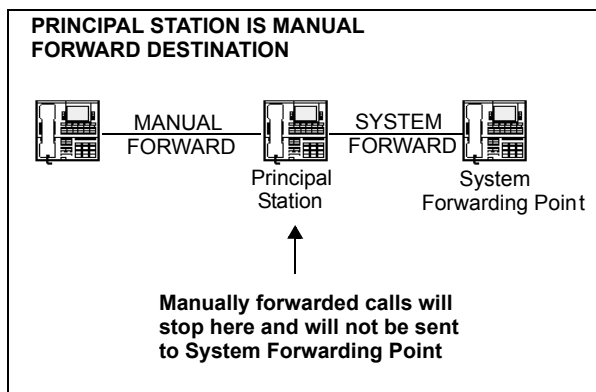 PRINCIPAL STATION IS MANUAL
FORWARD DESTINATION
MANUAL
FORWARD
SYSTEM
FORWARD
Principal
Station
System
Forwarding Point
Manually forwarded calls will
stop here and will not be sent
to System Forwarding Point